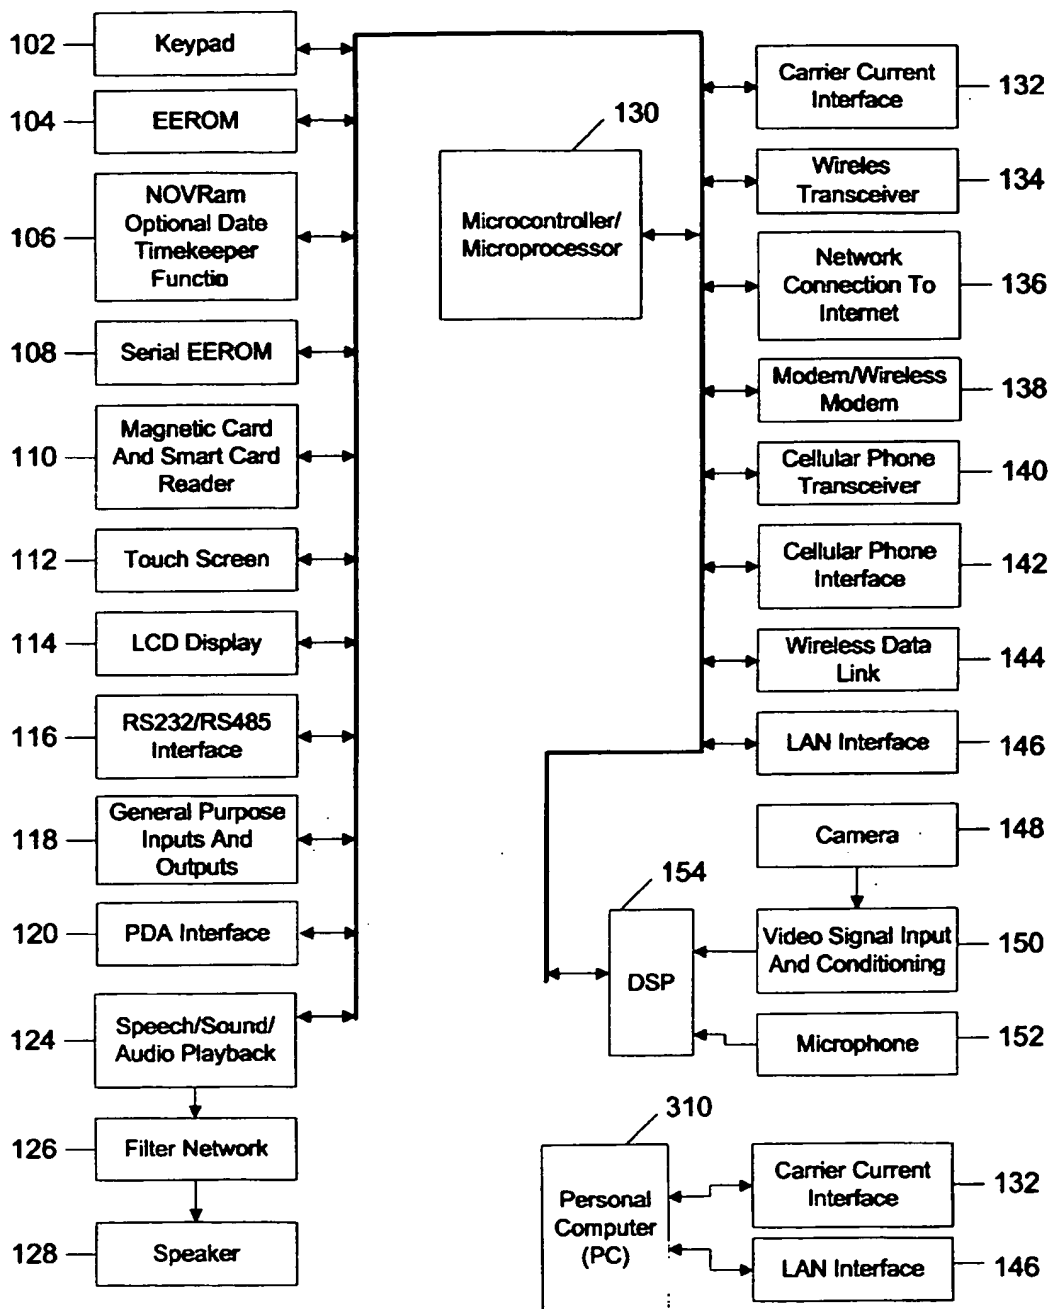 102
Keypad
104
EEROM
106
NOVRam
Optional Date
Timekeeper
Functio
108
Serial EEROM
110
Magnetic Card
And Smart Card
Reader
112
Touch Screen
114
LCD Display
116
RS232/RS485
Interface
118
General Purpose
Inputs And
Outputs
120
PDA Interface
124
Speech/Sound/
Audio Playback
126
Filter Network
128
Speaker
130
Microcontroller/
Microprocessor
Carrier Current
Interface
132
Wireles
Transceiver
134
Network
Connection To
Internet
136
Modem/Wireless
Modem
138
Cellular Phone
Transceiver
140
Cellular Phone
Interface
142
Wireless Data
Link
144
LAN Interface
146
Camera
148
154
DSP
Video Signal Input
And Conditioning
150
Microphone
152
310
Personal
Computer
(PC)
Carrier Current
Interface
132
LAN Interface
146